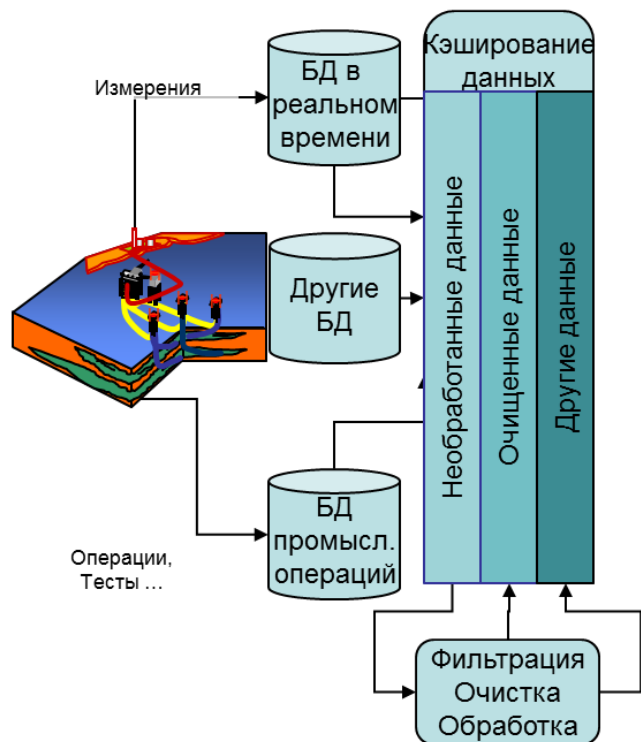 Измерения
БД в
реальном
времени
Кэширование
данных
Необработанные данные
Очищенные данные
Другие данные
Другие
БД
БД
промысл.
операций
Операции,
Тесты ...
Фильтрация
Очистка
Обработка